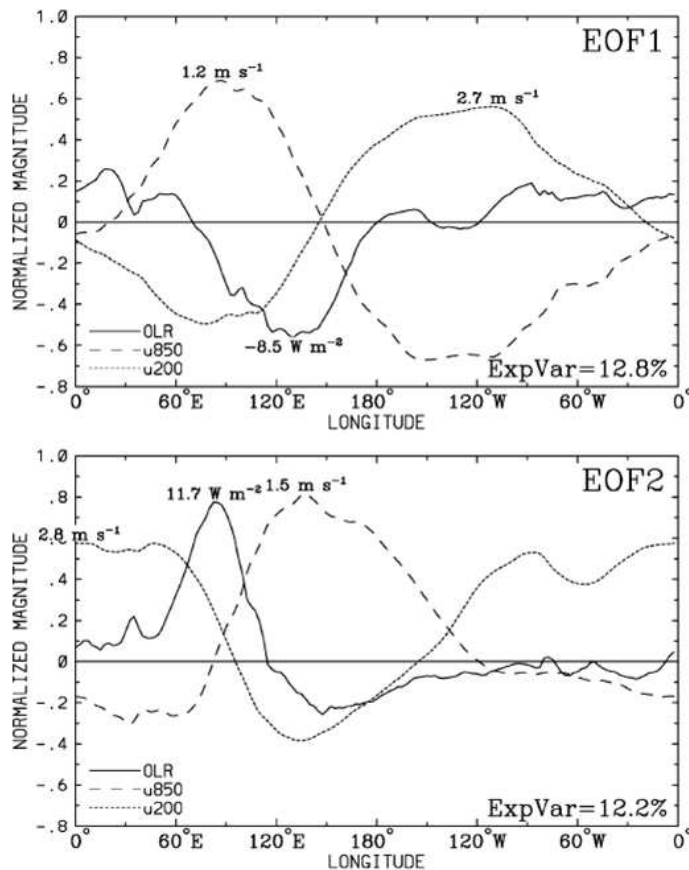 1.0
.8
.6
.4
.2
Ø
-.2
-.4
-.6
-.8
NORMALIZED MAGNITUDE
EOF1
1.2 m s⁻¹
2.7 m s⁻¹
-8.5 W m⁻²
OLR
u850
u200
ExpVar=12.8%
0° 60°E 120°E 180° 120°W 60°W 0°
LONGITUDE
1.0
.8
.6
.4
.2
Ø
-.2
-.4
-.6
-.8
NORMALIZED MAGNITUDE
EOF2
11.7 W m⁻² 1.5 m s⁻¹
2.8 m s⁻¹
OLR
u850
u200
ExpVar=12.2%
0° 60°E 120°E 180° 120°W 60°W 0°
LONGITUDE